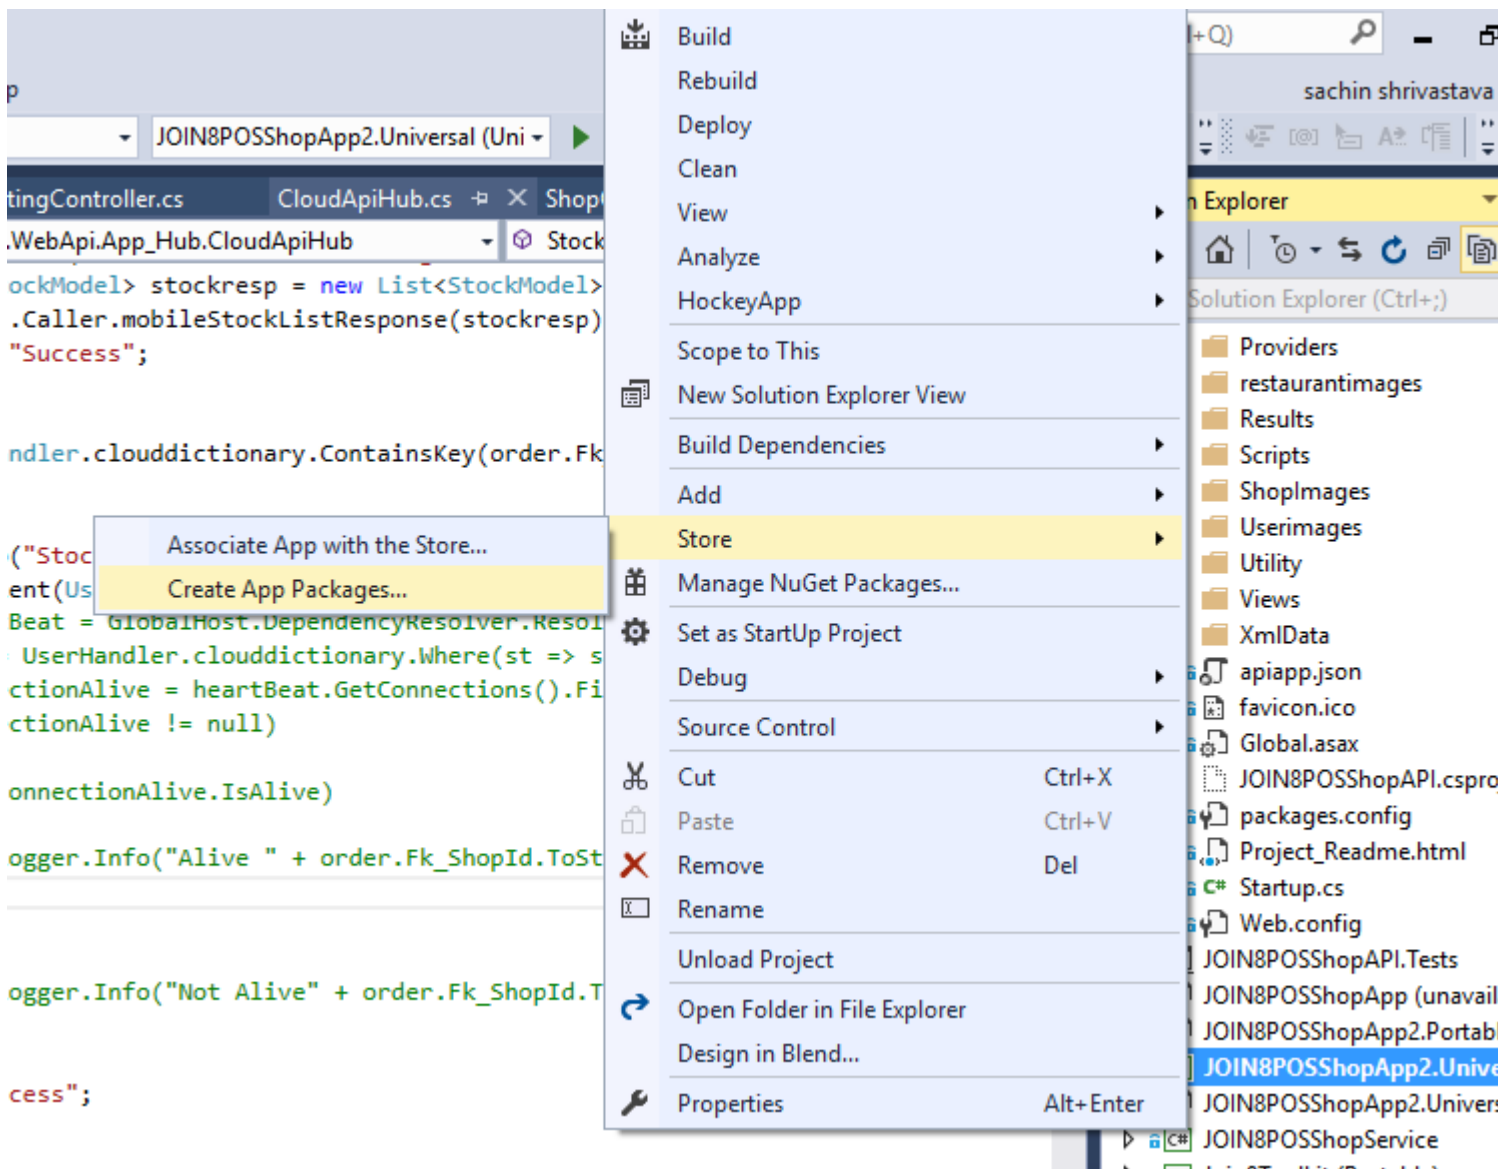 +Q)
sachin shrivastava
p
JOIN8POSShopApp2.Universal (Uni
tingController.cs
CloudApiHub.cs
Shop
.WebApi.App_Hub.CloudApiHub
Stock
ockModel> stockresp = new List<StockModel>
.Caller.mobileStockListResponse(stockresp)
"Success";
ndler.clouddictionary.ContainsKey(order.Fk
("Stoc
ent(Us
Beat = GlobalHost.DependencyResolver.Resol
UserHandler.clouddictionary.Where(st => s
ctionAlive = heartBeat.GetConnections().Fi
ctionAlive != null)
onnectionAlive.IsAlive)
ogger.Info("Alive " + order.Fk_ShopId.ToSt
ogger.Info("Not Alive" + order.Fk_ShopId.T
cess";
Associate App with the Store...
Create App Packages...
Build
Rebuild
Deploy
Clean
View
Analyze
HockeyApp
Scope to This
New Solution Explorer View
Build Dependencies
Add
Store
Manage NuGet Packages...
Set as StartUp Project
Debug
Source Control
Cut Ctrl+X
Paste Ctrl+V
Remove Del
Rename
Unload Project
Open Folder in File Explorer
Design in Blend...
Properties Alt+Enter
n Explorer
Solution Explorer (Ctrl+;)
Providers
restaurantimages
Results
Scripts
ShopImages
Userimages
Utility
Views
XmlData
apiapp.json
favicon.ico
Global.asax
JOIN8POSShopAPI.cspro
packages.config
Project_Readme.html
C# Startup.cs
Web.config
JOIN8POSShopAPI.Tests
JOIN8POSShopApp (unavail
JOIN8POSShopApp2.Portab
JOIN8POSShopApp2.Unive
JOIN8POSShopApp2.Univers
C# JOIN8POSShopService